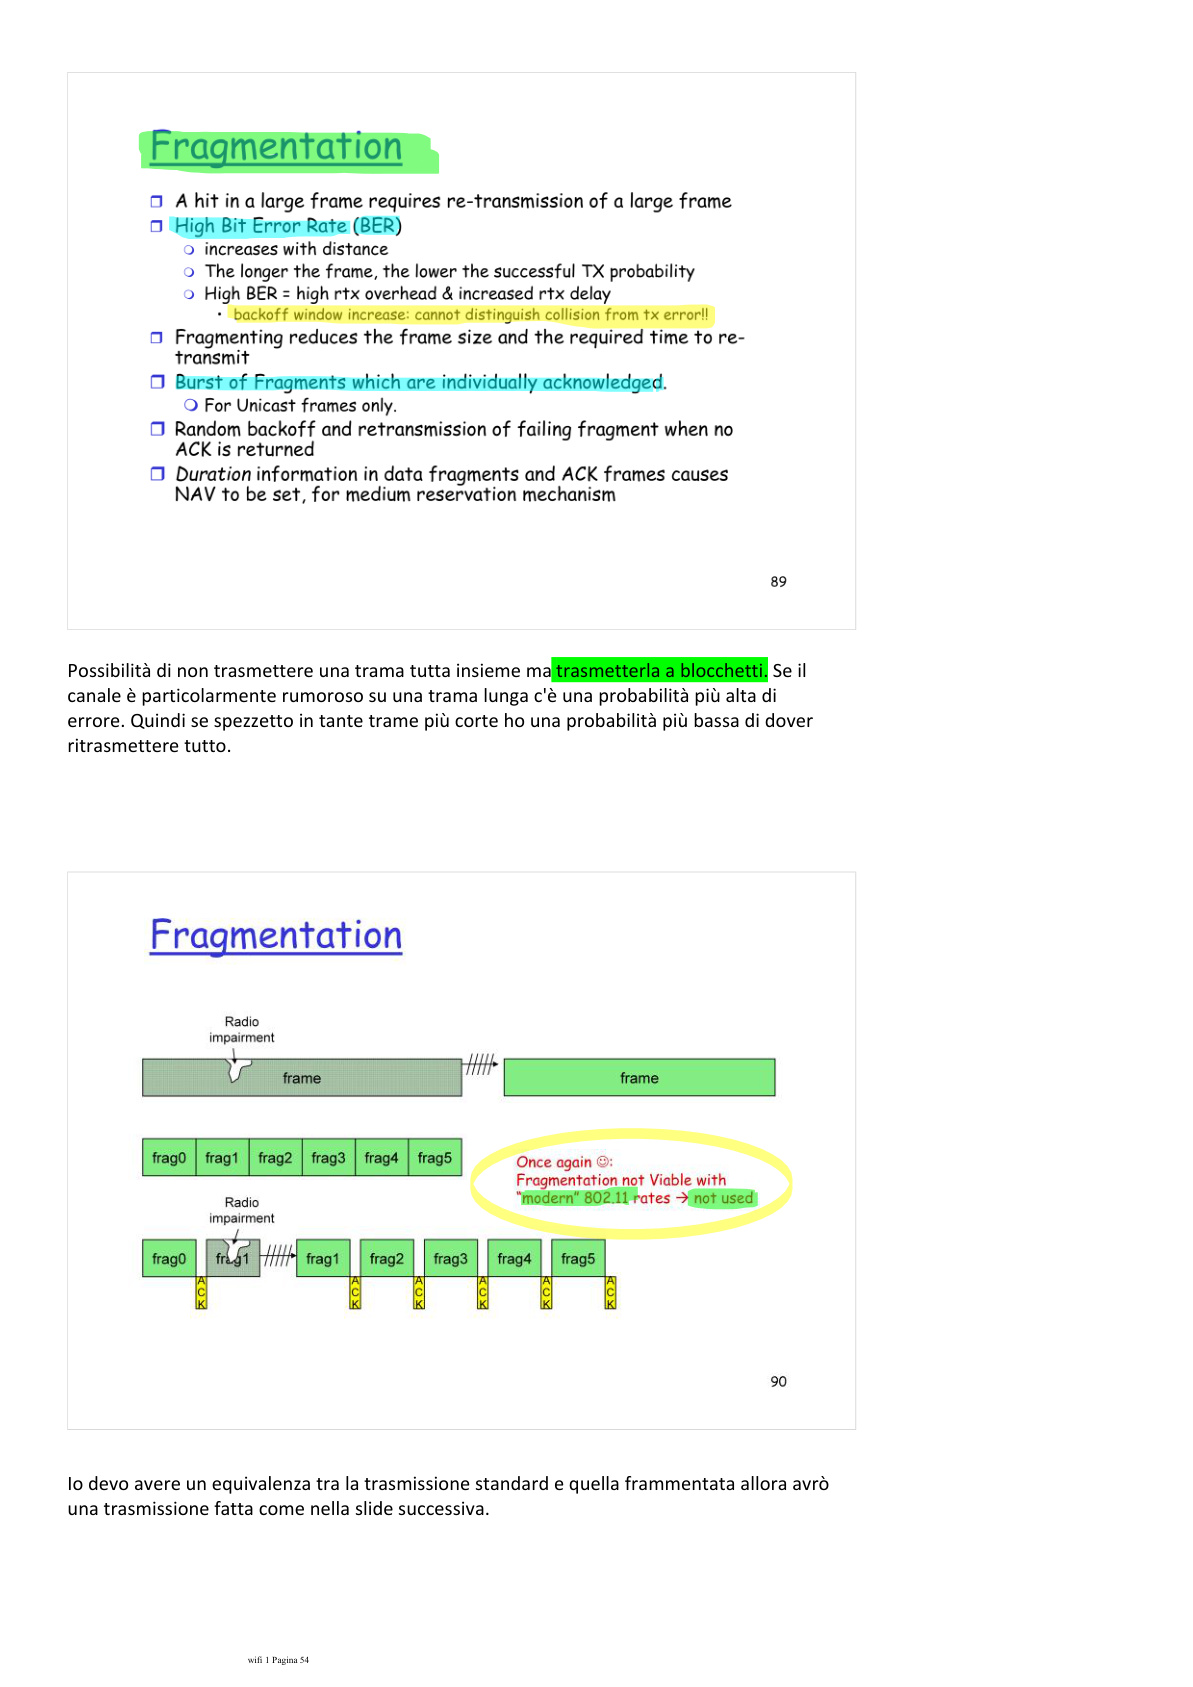 Fragmentation
❒ A hit in a large frame requires re-transmission of a large frame
❒ High Bit Error Rate (BER)
❍ increases with distance
❍ The longer the frame, the lower the successful TX probability
❍ High BER = high rtx overhead & increased rtx delay
• backoff window increase: cannot distinguish collision from tx error!!
❒ Fragmenting reduces the frame size and the required time to re-
transmit
❒ Burst of Fragments which are individually acknowledged.
❍ For Unicast frames only.
❒ Random backoff and retransmission of failing fragment when no
ACK is returned
❒ Duration information in data fragments and ACK frames causes
NAV to be set, for medium reservation mechanism
89
Possibilità di non trasmettere una trama tutta insieme ma trasmetterla a blocchetti. Se il
canale è particolarmente rumoroso su una trama lunga c'è una probabilità più alta di
errore. Quindi se spezzetto in tante trame più corte ho una probabilità più bassa di dover
ritrasmettere tutto.
Fragmentation
Radio
impairment
frame frame
frag0 frag1 frag2 frag3 frag4 frag5
Once again ☺:
Fragmentation not Viable with
“modern” 802.11 rates → not used
Radio
impairment
frag0 frag1 frag1 frag2 frag3 frag4 frag5
ACK ACK ACK ACK ACK ACK
90
Io devo avere un equivalenza tra la trasmissione standard e quella frammentata allora avrò
una trasmissione fatta come nella slide successiva.
wifi 1 Pagina 54